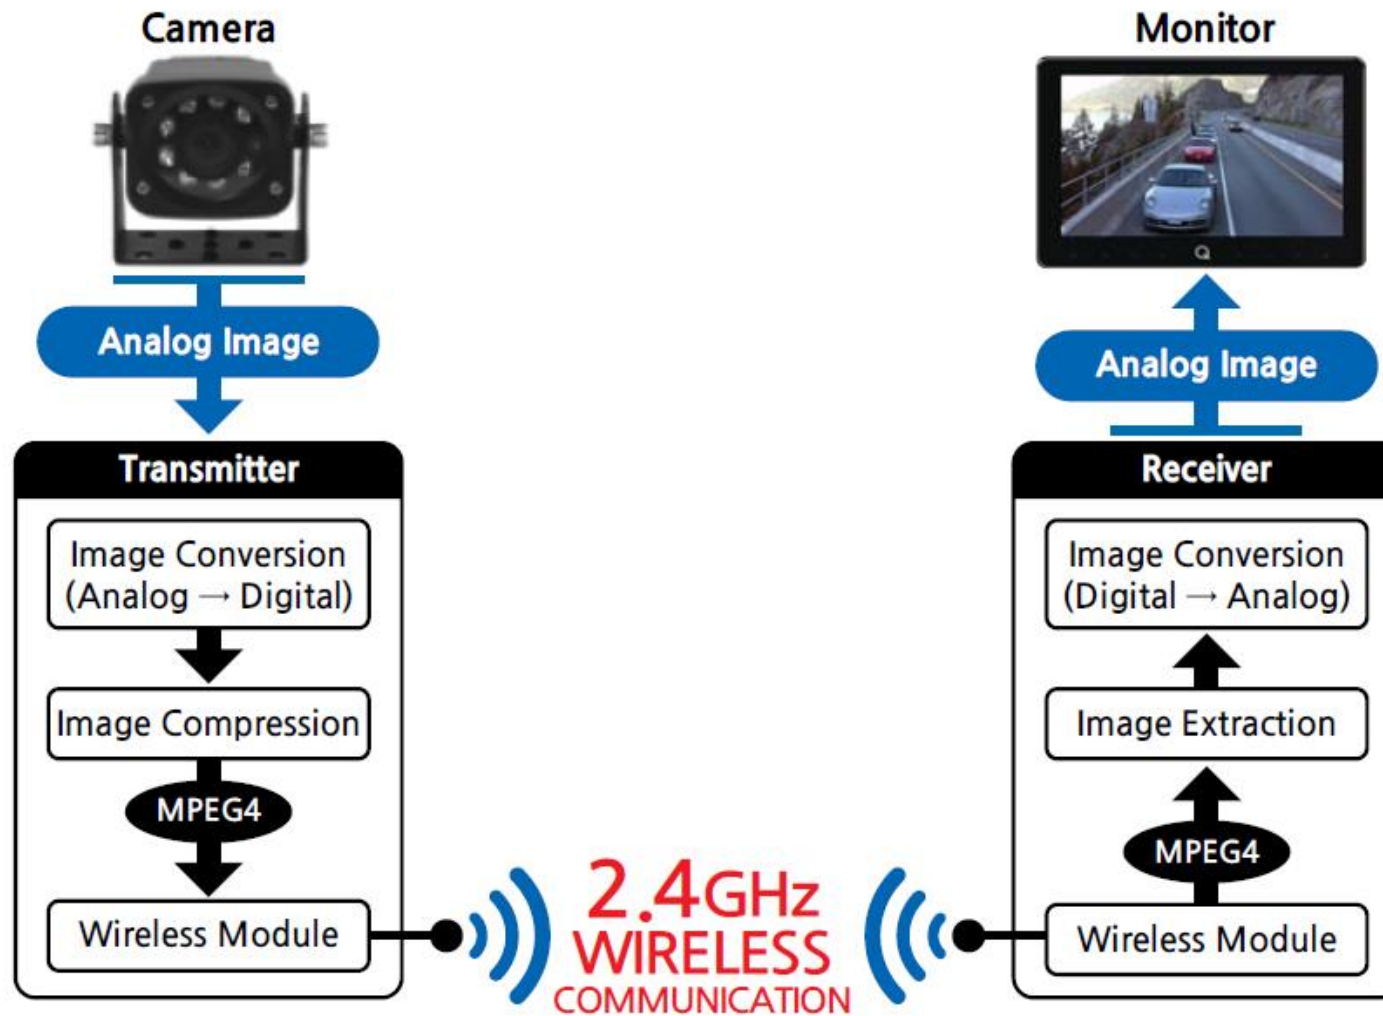 Camera
Analog Image
Transmitter
Image Conversion
(Analog → Digital)
Image Compression
MPEG4
Wireless Module
2.4GHz
WIRELESS
COMMUNICATION
Monitor
Analog Image
Receiver
Image Conversion
(Digital → Analog)
Image Extraction
MPEG4
Wireless Module